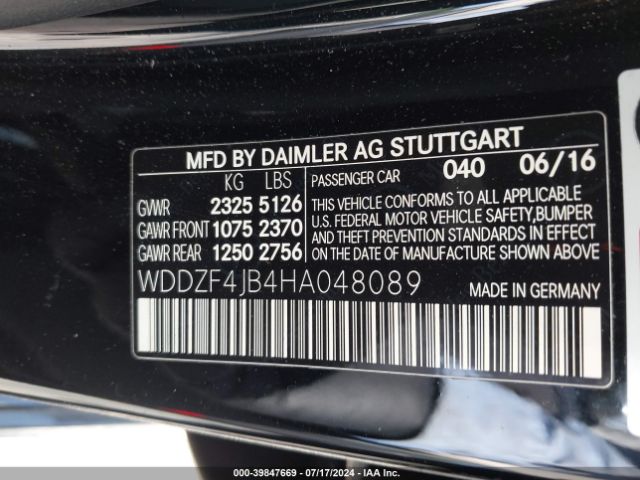 MFD BY DAIMLER AG STUTTGART
KG LBS
GVWR 2325 5126
GAWR FRONT 1075 2370
GAWR REAR 1250 2756
PASSENGER CAR 040 06/16
THIS VEHICLE CONFORMS TO ALL APPLICABLE
U.S. FEDERAL MOTOR VEHICLE SAFETY,BUMPER
AND THEFT PREVENTION STANDARDS IN EFFECT
ON THE DATE OF MANUFACTURE SHOWN ABOVE.
WDDZF4JB4HA048089 MADE IN GERMANY
000-39847669 - 07/17/2024 - IAA Inc.